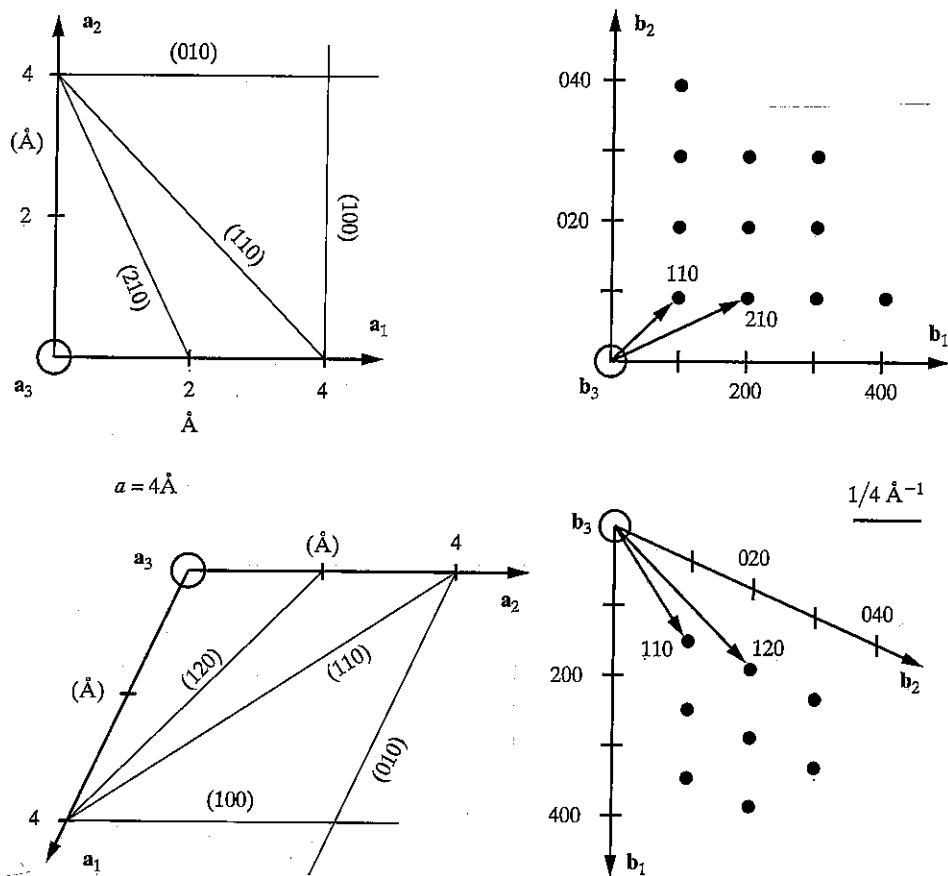 a₂
b₂
(010)
4
040
(Å)
(100)
2
020
(110)
110
(210)
210
a₁
b₁
a₃
2
4
b₃
200
400
Å
a = 4Å
1/4 Å⁻¹
b₃
a₃
(Å)
4
020
a₂
040
(120)
(110)
110
120
b₂
(Å)
200
(010)
4
(100)
400
a₁
b₁